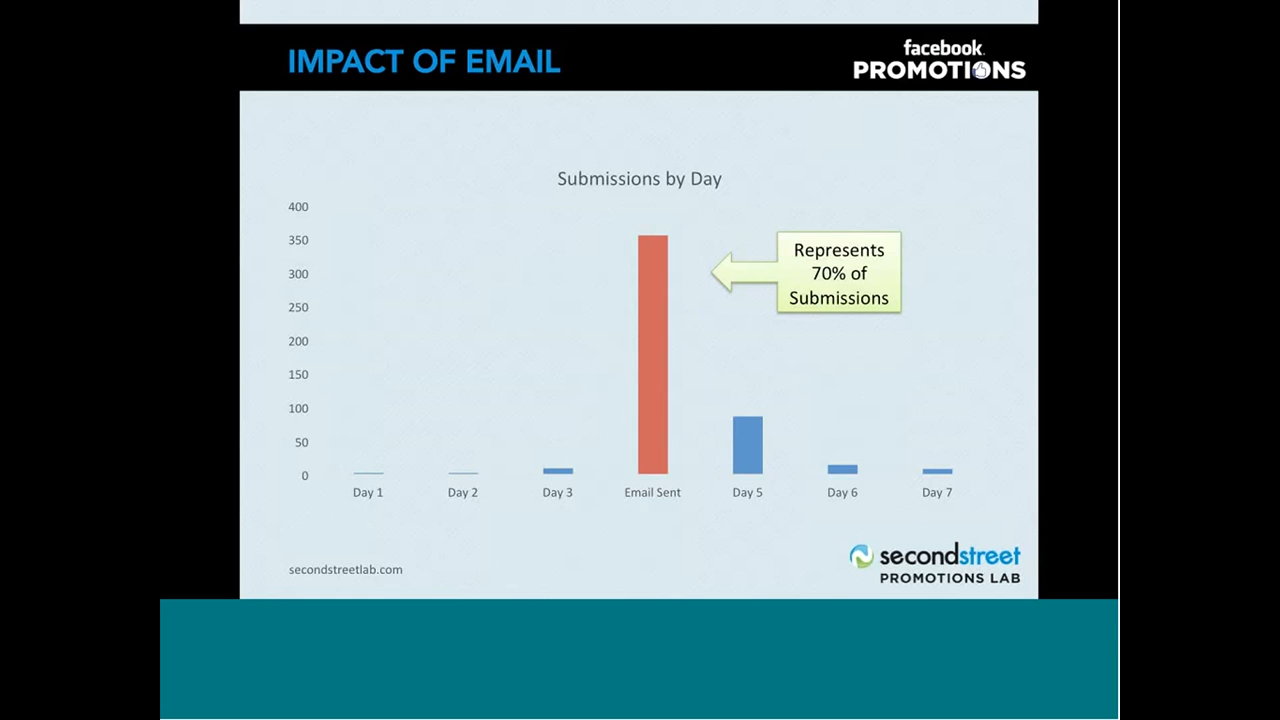 IMPACT OF EMAIL
facebook
PROMOTIONS
Submissions by Day
400
350
300
250
200
150
100
50
0
Represents
70% of
Submissions
Day 1
Day 2
Day 3
Email Sent
Day 5
Day 6
Day 7
secondstreetlab.com
secondstreet
PROMOTIONS LAB